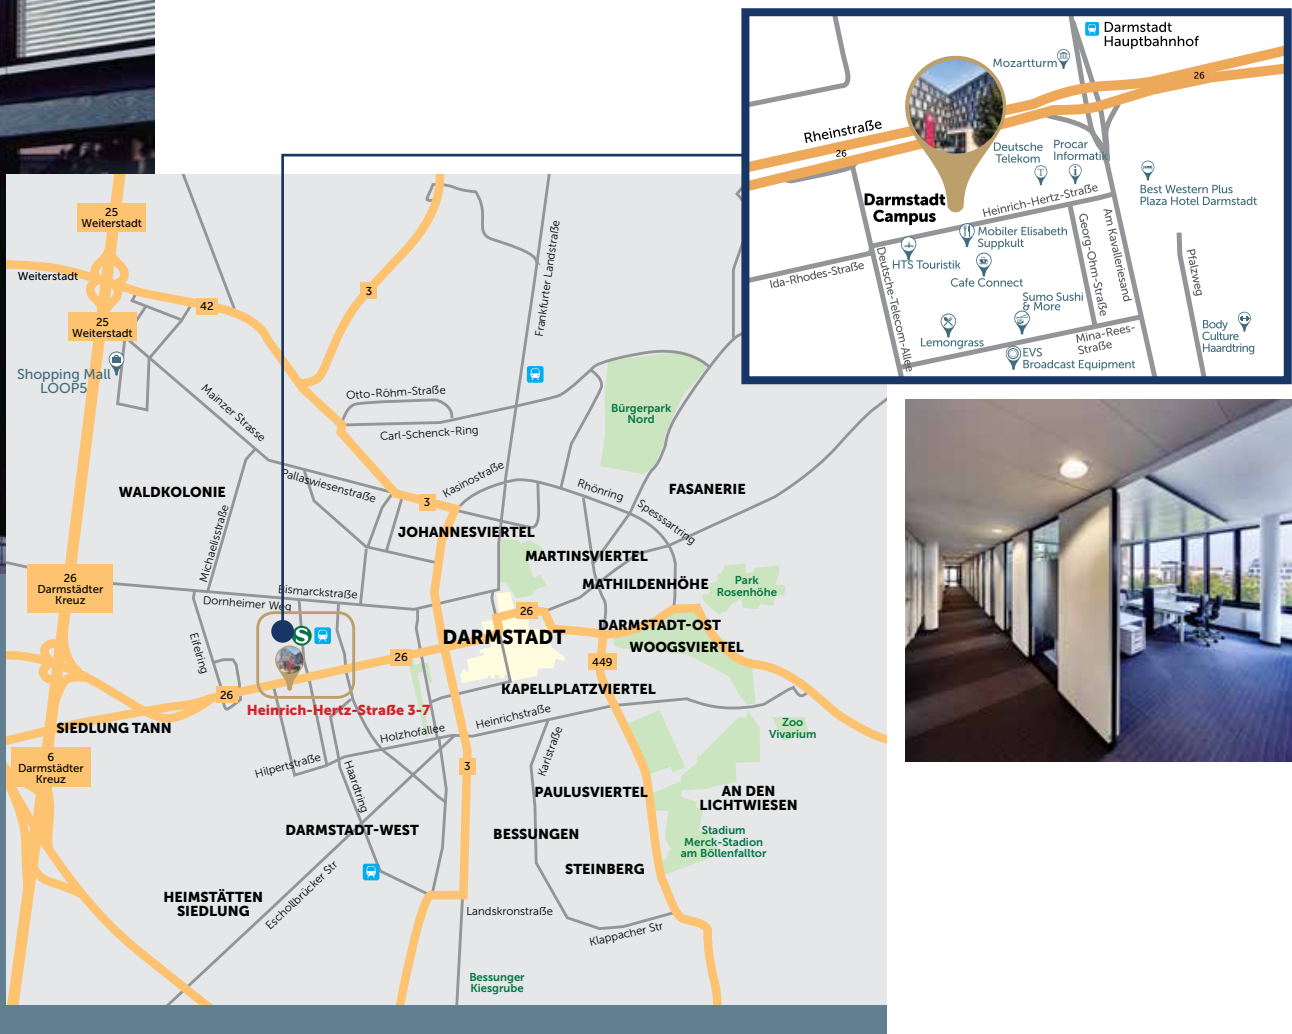 Darmstadt
Hauptbahnhof
Mozartturm
26
Rheinstraße
26
Deutsche
Telekom
Procar
Informatik
T
i
Best Western Plus
Plaza Hotel Darmstadt
Darmstadt
Campus
Heinrich-Hertz-Straße
Mobiler Elisabeth
Suppkult
HTS Touristik
Ida-Rhodes-Straße
Deutsche-Telecom-Allee
Georg-Ohm-Straße
Am Kavalleriesand
Pfalzweg
Cafe Connect
Sumo Sushi
& More
Lemongrass
Mina-Rees-
Straße
Body
Culture
Haardtring
EVS
Broadcast Equipment
25
Weiterstadt
Weiterstadt
42
3
Frankfurter Landstraße
25
Weiterstadt
Shopping Mall
LOOP5
Mainzer Strasse
Otto-Röhm-Straße
Carl-Schenck-Ring
Bürgerpark
Nord
WALDKOLONIE
Pallaswiesenstraße
Kasinostraße
3
Rhönring
Spesssartring
FASANERIE
Michaelisstraße
JOHANNESVIERTEL
MARTINSVIERTEL
MATHILDENHÖHE
Park
Rosenhöhe
26
Darmstädter
Kreuz
Bismarckstraße
Dornheimer Weg
26
DARMSTADT
DARMSTADT-OST
WOOGSVIERTEL
S
Eifelring
26
449
26
KAPELLPLATZVIERTEL
Heinrich-Hertz-Straße 3-7
SIEDLUNG TANN
Heinrichstraße
Holzhofallee
Zoo
Vivarium
6
Darmstädter
Kreuz
Hilpertstraße
Haardtring
3
Karlstraße
PAULUSVIERTEL
AN DEN
LICHTWIESEN
DARMSTADT-WEST
BESSUNGEN
Stadium
Merck-Stadion
am Böllenfalltor
STEINBERG
HEIMSTÄTTEN
SIEDLUNG
Eschollbrücker Str
Landskronstraße
Klappacher Str
Bessunger
Kiesgrube